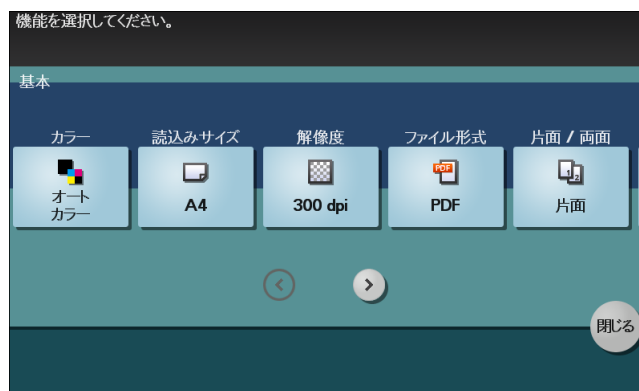 機能を選択してください。
基本
カラー
読込みサイズ
解像度
ファイル形式
片面 / 両面
オート
カラー
A4
300 dpi
PDF
PDF
1 2
片面
閉じる